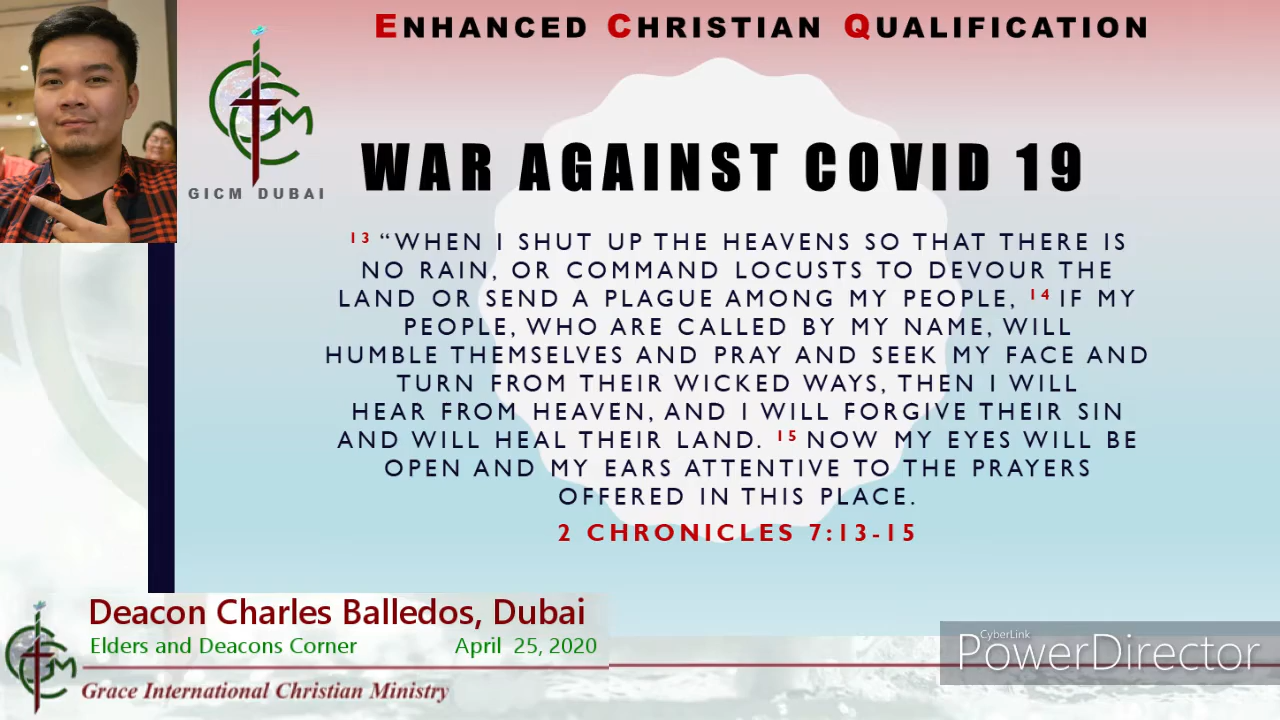 ENHANCED CHRISTIAN QUALIFICATION
GICM DUBAI
WAR AGAINST COVID 19
13 “WHEN I SHUT UP THE HEAVENS SO THAT THERE IS
NO RAIN, OR COMMAND LOCUSTS TO DEVOUR THE
LAND OR SEND A PLAGUE AMONG MY PEOPLE, 14 IF MY
PEOPLE, WHO ARE CALLED BY MY NAME, WILL
HUMBLE THEMSELVES AND PRAY AND SEEK MY FACE AND
TURN FROM THEIR WICKED WAYS, THEN I WILL
HEAR FROM HEAVEN, AND I WILL FORGIVE THEIR SIN
AND WILL HEAL THEIR LAND. 15 NOW MY EYES WILL BE
OPEN AND MY EARS ATTENTIVE TO THE PRAYERS
OFFERED IN THIS PLACE.
2 CHRONICLES 7:13-15
Deacon Charles Balledos, Dubai
Elders and Deacons Corner April 25, 2020
Grace International Christian Ministry
CyberLink
PowerDirector